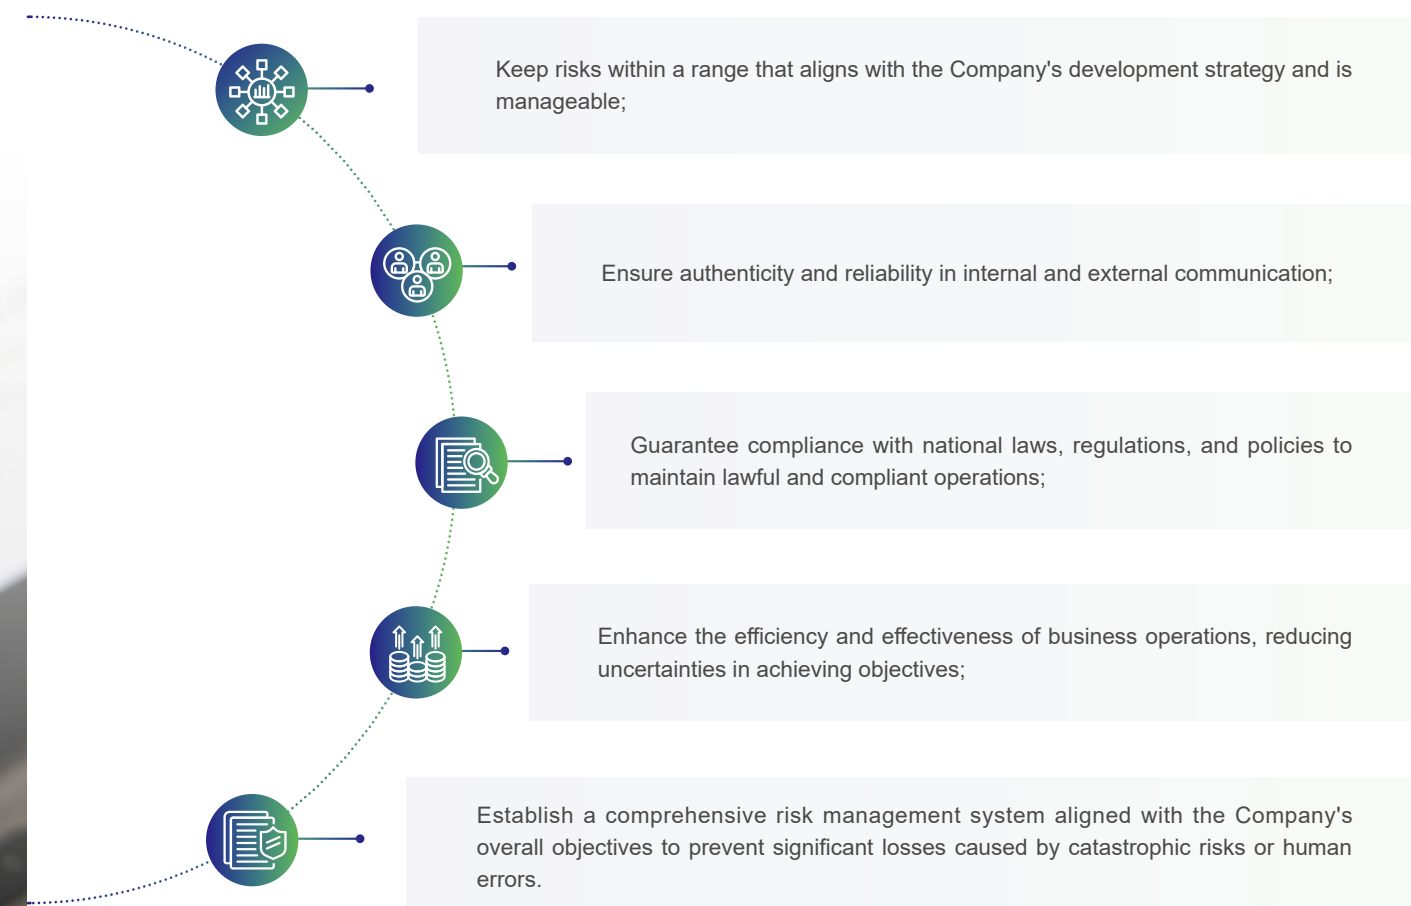 Keep risks within a range that aligns with the Company's development strategy and is
manageable;
Ensure authenticity and reliability in internal and external communication;
Guarantee compliance with national laws, regulations, and policies to
maintain lawful and compliant operations;
Enhance the efficiency and effectiveness of business operations, reducing
uncertainties in achieving objectives;
Establish a comprehensive risk management system aligned with the Company's
overall objectives to prevent significant losses caused by catastrophic risks or human
errors.